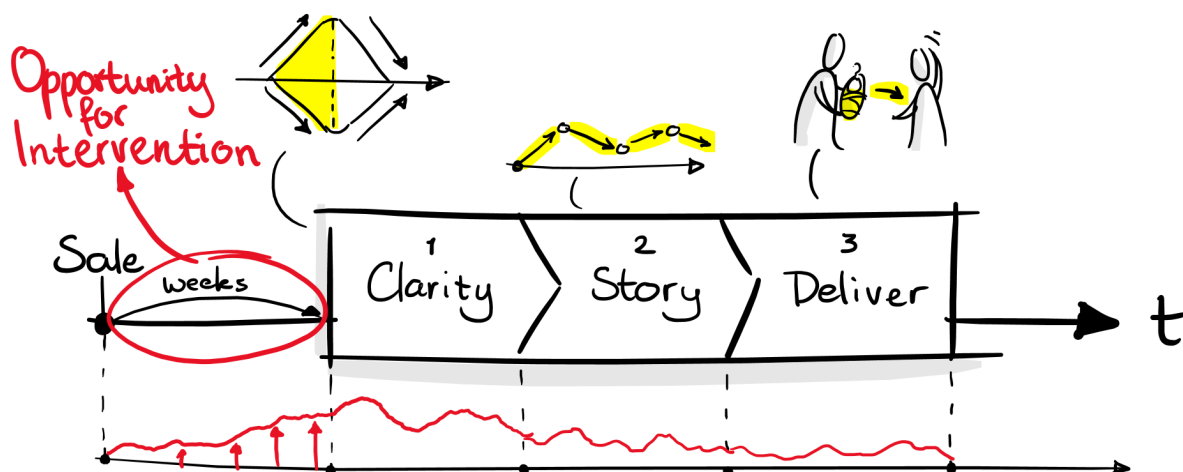 Opportunity
for
Intervention
Sale
weeks
1
Clarity
2
Story
3
Deliver
t